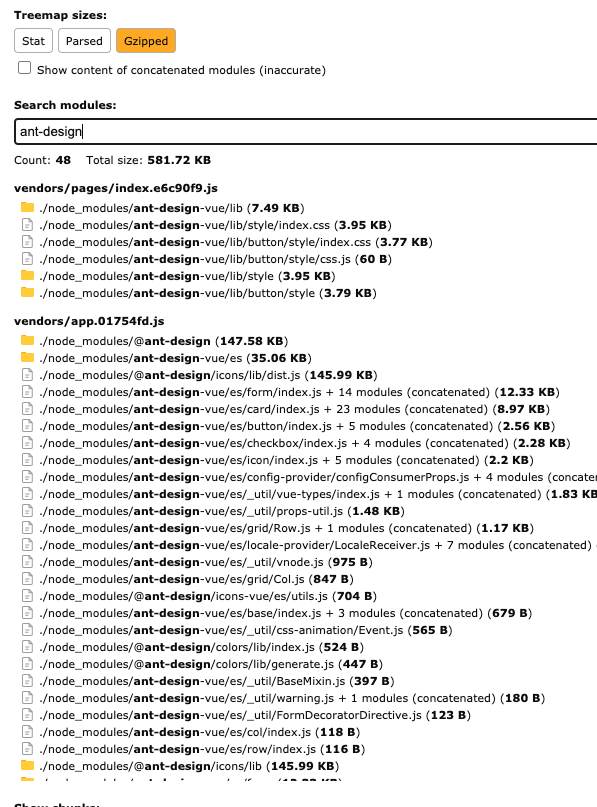 Treemap sizes:
Stat Parsed Gzipped
Show content of concatenated modules (inaccurate)
Search modules:
ant-design
Count: 48 Total size: 581.72 KB
vendors/pages/index.e6c90f9.js
./node_modules/ant-design-vue/lib (7.49 KB)
./node_modules/ant-design-vue/lib/style/index.css (3.95 KB)
./node_modules/ant-design-vue/lib/button/style/index.css (3.77 KB)
./node_modules/ant-design-vue/lib/button/style/css.js (60 B)
./node_modules/ant-design-vue/lib/style (3.95 KB)
./node_modules/ant-design-vue/lib/button/style (3.79 KB)
vendors/app.01754fd.js
./node_modules/@ant-design (147.58 KB)
./node_modules/ant-design-vue/es (35.06 KB)
./node_modules/@ant-design/icons/lib/dist.js (145.99 KB)
./node_modules/ant-design-vue/es/form/index.js + 14 modules (concatenated) (12.33 KB)
./node_modules/ant-design-vue/es/card/index.js + 23 modules (concatenated) (8.97 KB)
./node_modules/ant-design-vue/es/button/index.js + 5 modules (concatenated) (2.56 KB)
./node_modules/ant-design-vue/es/checkbox/index.js + 4 modules (concatenated) (2.28 KB)
./node_modules/ant-design-vue/es/icon/index.js + 5 modules (concatenated) (2.2 KB)
./node_modules/ant-design-vue/es/config-provider/configConsumerProps.js + 4 modules (concate
./node_modules/ant-design-vue/es/_util/vue-types/index.js + 1 modules (concatenated) (1.83 KB
./node_modules/ant-design-vue/es/_util/props-util.js (1.48 KB)
./node_modules/ant-design-vue/es/grid/Row.js + 1 modules (concatenated) (1.17 KB)
./node_modules/ant-design-vue/es/locale-provider/LocaleReceiver.js + 7 modules (concatenated)
./node_modules/ant-design-vue/es/_util/vnode.js (975 B)
./node_modules/ant-design-vue/es/grid/Col.js (847 B)
./node_modules/@ant-design/icons-vue/es/utils.js (704 B)
./node_modules/ant-design-vue/es/base/index.js + 3 modules (concatenated) (679 B)
./node_modules/ant-design-vue/es/_util/css-animation/Event.js (565 B)
./node_modules/@ant-design/colors/lib/index.js (524 B)
./node_modules/@ant-design/colors/lib/generate.js (447 B)
./node_modules/ant-design-vue/es/_util/BaseMixin.js (397 B)
./node_modules/ant-design-vue/es/_util/warning.js + 1 modules (concatenated) (180 B)
./node_modules/ant-design-vue/es/_util/FormDecoratorDirective.js (123 B)
./node_modules/ant-design-vue/es/col/index.js (118 B)
./node_modules/ant-design-vue/es/row/index.js (116 B)
./node_modules/@ant-design/icons/lib (145.99 KB)